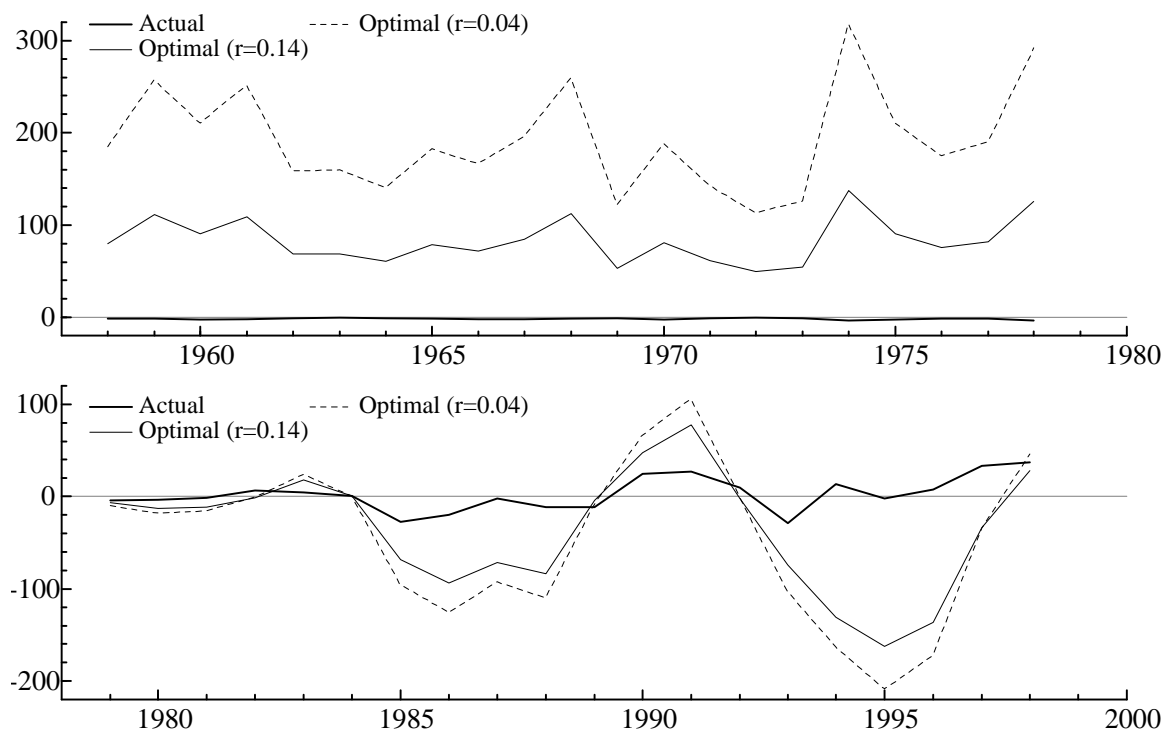 Actual Optimal (r=0.04)
Optimal (r=0.14)
300
200
100
0
1960 1965 1970 1975 1980
Actual Optimal (r=0.04)
Optimal (r=0.14)
100
0
-100
-200
1980 1985 1990 1995 2000